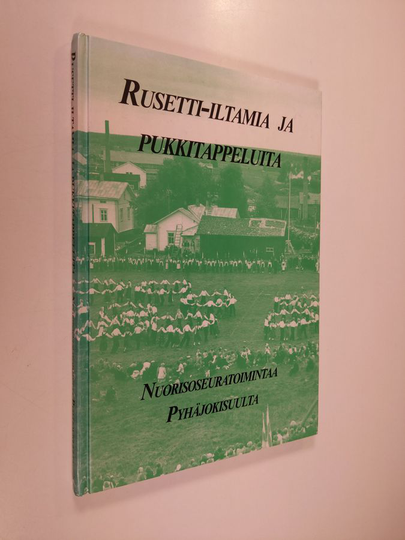 RUSETTI-ILTAMIA JA
PUKKITAPPELUITA
NUORISOSEURATOIMINTAA
PYHÄJOKISUULTA